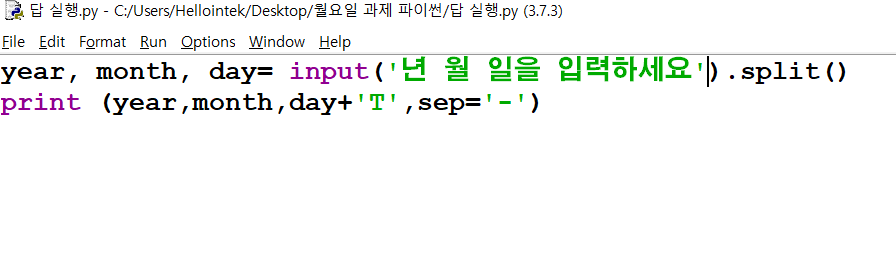 답 실행.py - C:/Users/Hellointek/Desktop/월요일 과제 파이썬/답 실행.py (3.7.3)
File Edit Format Run Options Window Help
year, month, day= input('년 월 일을 입력하세요').split()
print (year,month,day+'T',sep='-')